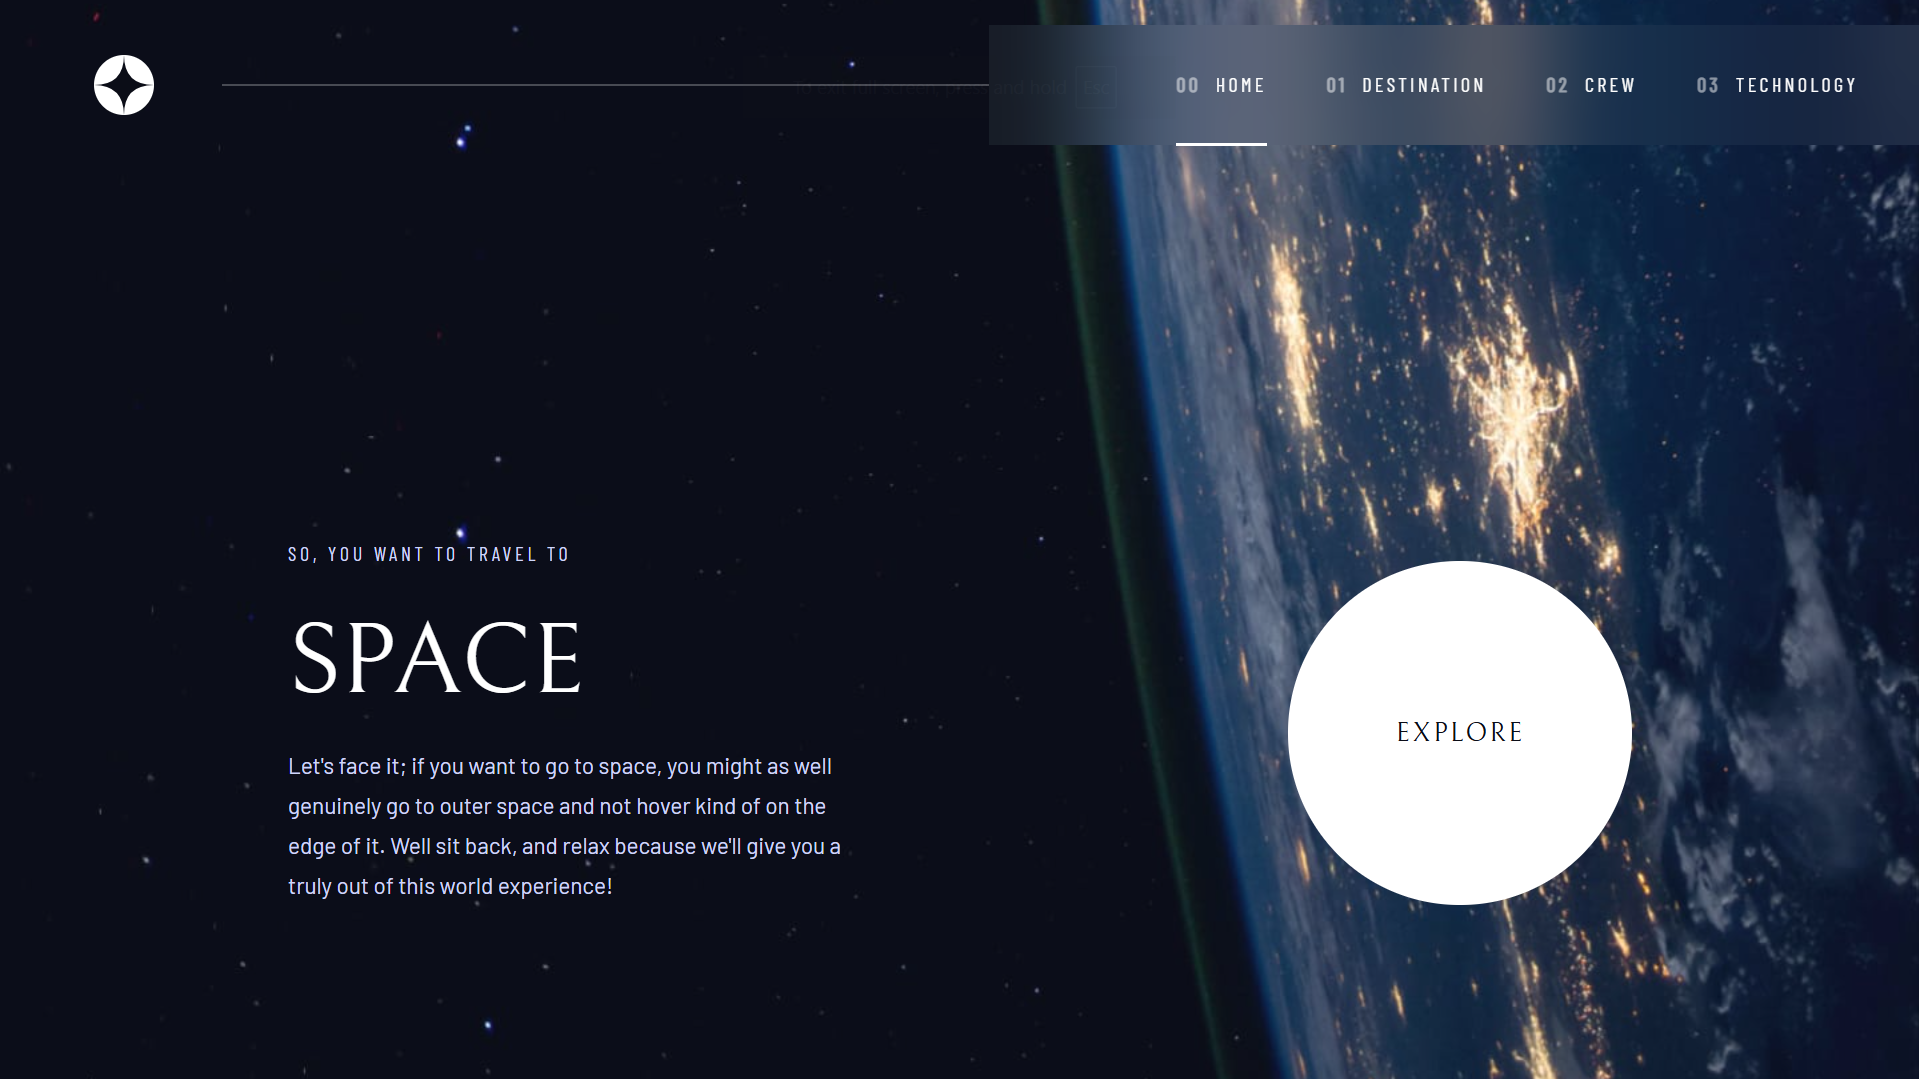 To exit full screen, press and hold Esc
00 HOME 01 DESTINATION 02 CREW 03 TECHNOLOGY
SO, YOU WANT TO TRAVEL TO
SPACE
Let's face it; if you want to go to space, you might as well
genuinely go to outer space and not hover kind of on the
edge of it. Well sit back, and relax because we'll give you a
truly out of this world experience!
EXPLORE